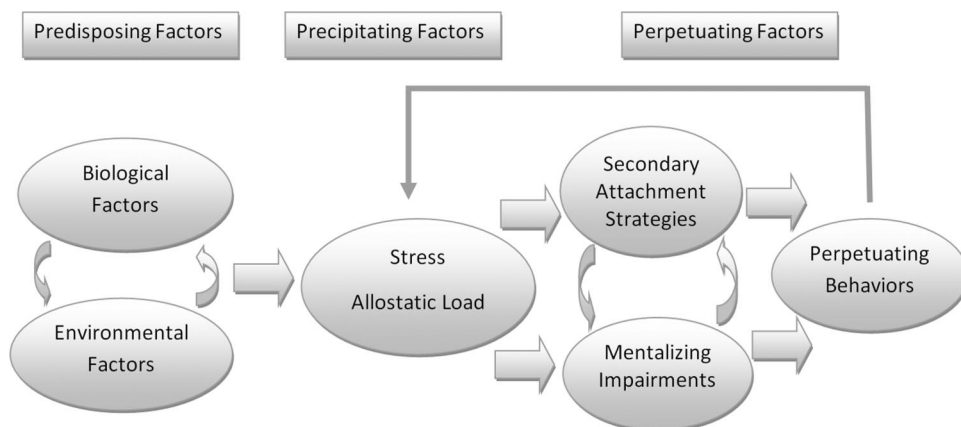 Predisposing Factors
Precipitating Factors
Perpetuating Factors
Biological
Factors
Environmental
Factors
Stress
Allostatic Load
Secondary
Attachment
Strategies
Mentalizing
Impairments
Perpetuating
Behaviors